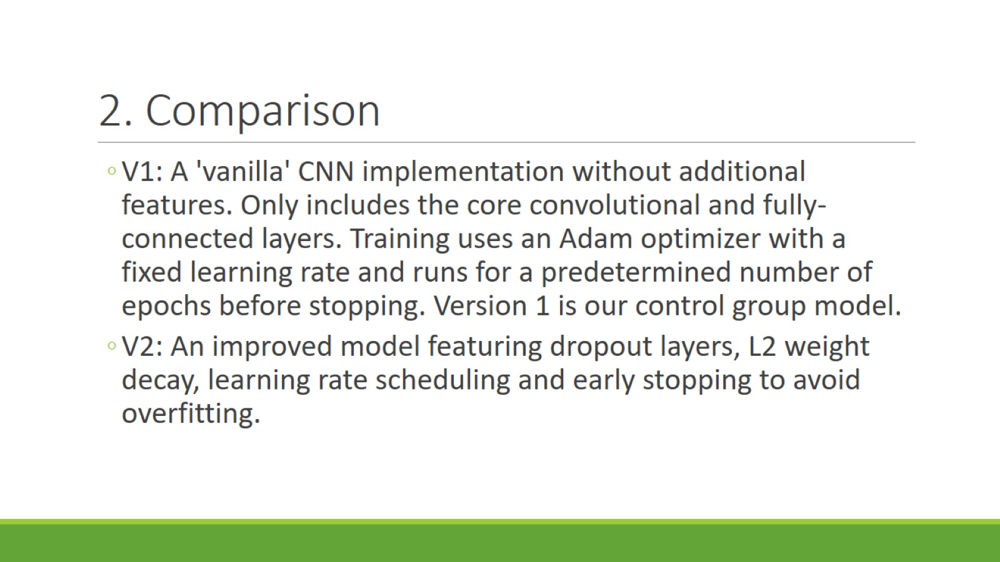 2. Comparison
◦ V1: A 'vanilla' CNN implementation without additional
features. Only includes the core convolutional and fully-
connected layers. Training uses an Adam optimizer with a
fixed learning rate and runs for a predetermined number of
epochs before stopping. Version 1 is our control group model.
◦ V2: An improved model featuring dropout layers, L2 weight
decay, learning rate scheduling and early stopping to avoid
overfitting.